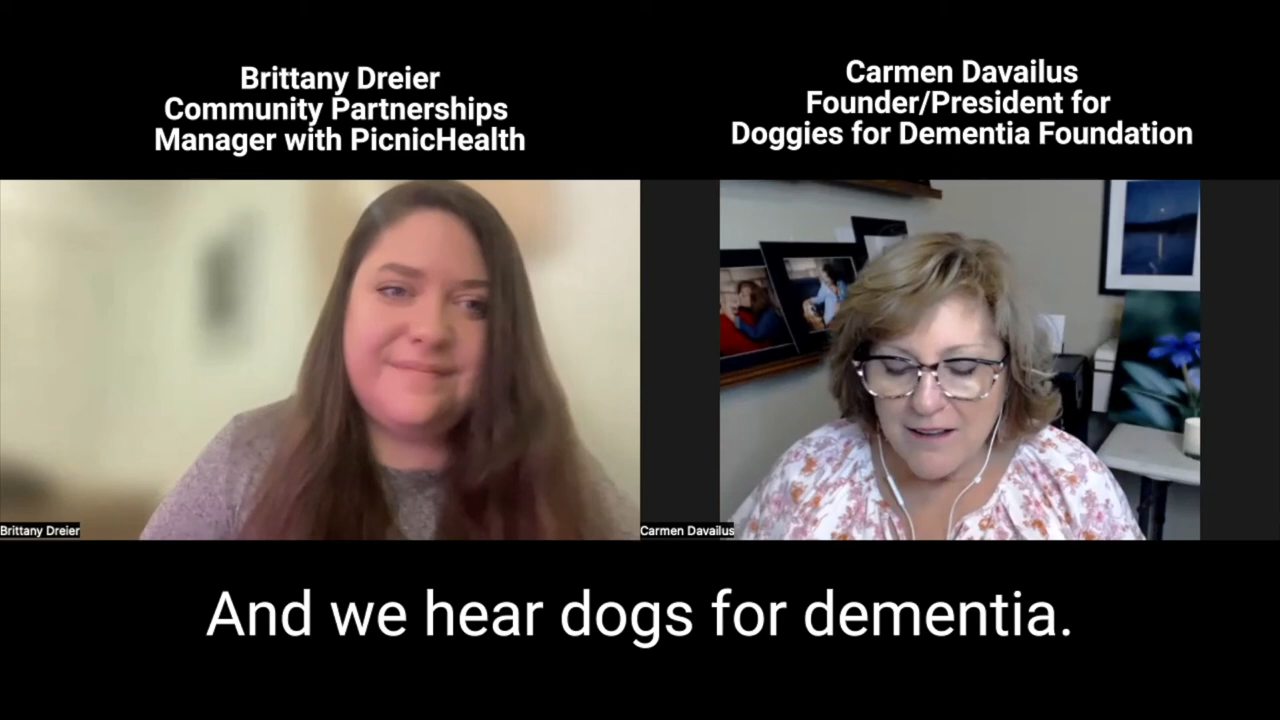 Brittany Dreier
Community Partnerships
Manager with PicnicHealth
Carmen Davailus
Founder/President for
Doggies for Dementia Foundation
Brittany Dreier
Carmen Davailus
And we hear dogs for dementia.